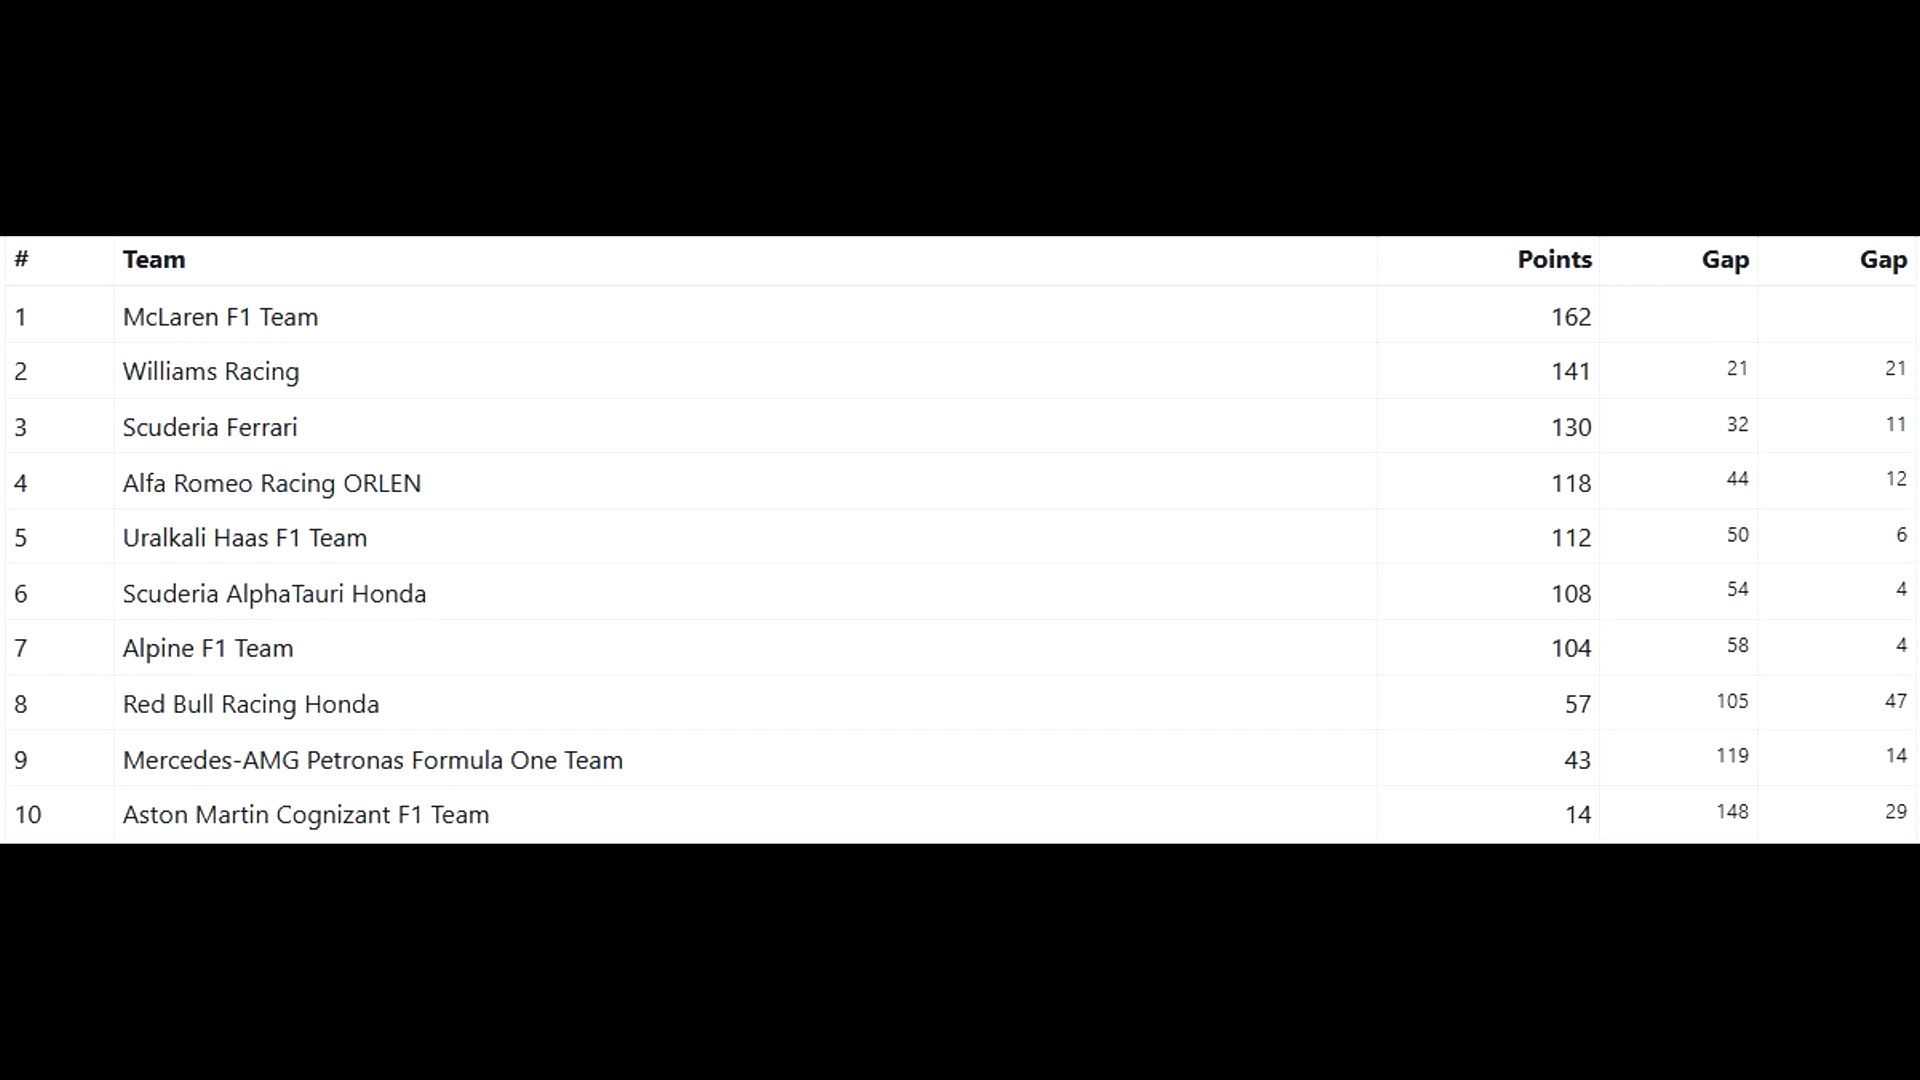 # Team Points Gap Gap
1 McLaren F1 Team 162
2 Williams Racing 141 21 21
3 Scuderia Ferrari 130 32 11
4 Alfa Romeo Racing ORLEN 118 44 12
5 Uralkali Haas F1 Team 112 50 6
6 Scuderia AlphaTauri Honda 108 54 4
7 Alpine F1 Team 104 58 4
8 Red Bull Racing Honda 57 105 47
9 Mercedes-AMG Petronas Formula One Team 43 119 14
10 Aston Martin Cognizant F1 Team 14 148 29